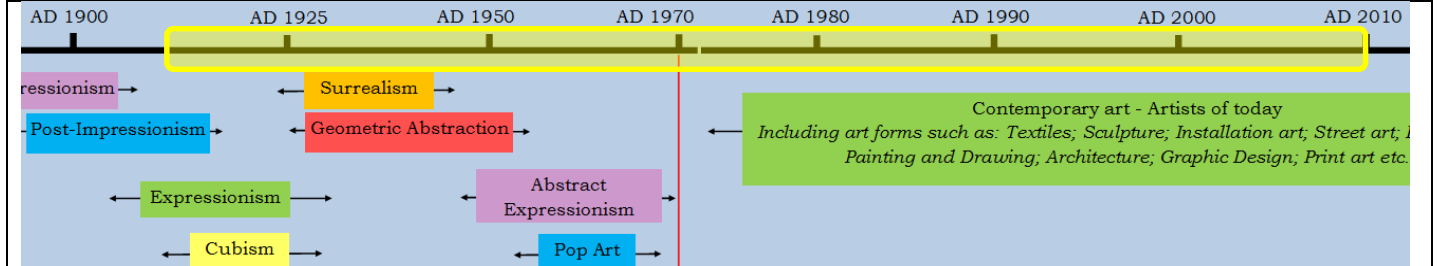 AD 1900 AD 1925 AD 1950 AD 1970 AD 1980 AD 1990 AD 2000 AD 2010
ressionism
Surrealism
Post-Impressionism
Geometric Abstraction
Contemporary art - Artists of today
Including art forms such as: Textiles; Sculpture; Installation art; Street art;
Painting and Drawing; Architecture; Graphic Design; Print art etc.
Expressionism
Abstract
Expressionism
Cubism
Pop Art